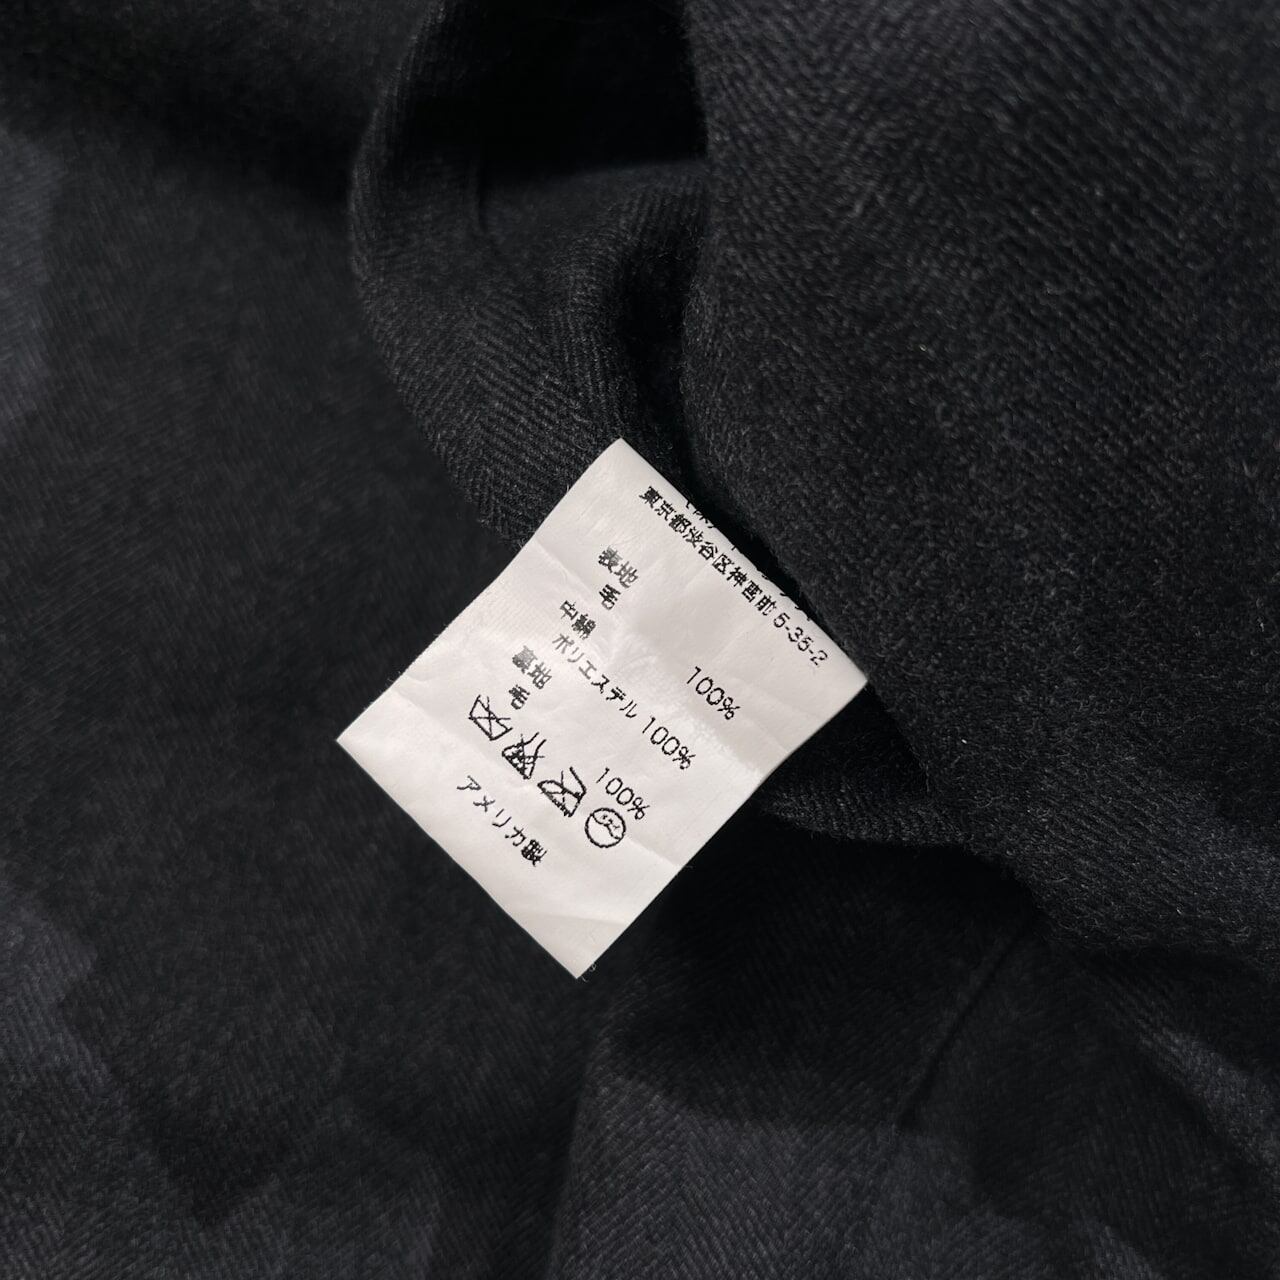 東京都渋谷区神宮前 5-35-2
表地
毛 100%
中綿
ポリエステル 100%
裏地
毛 100%
アメリカ製